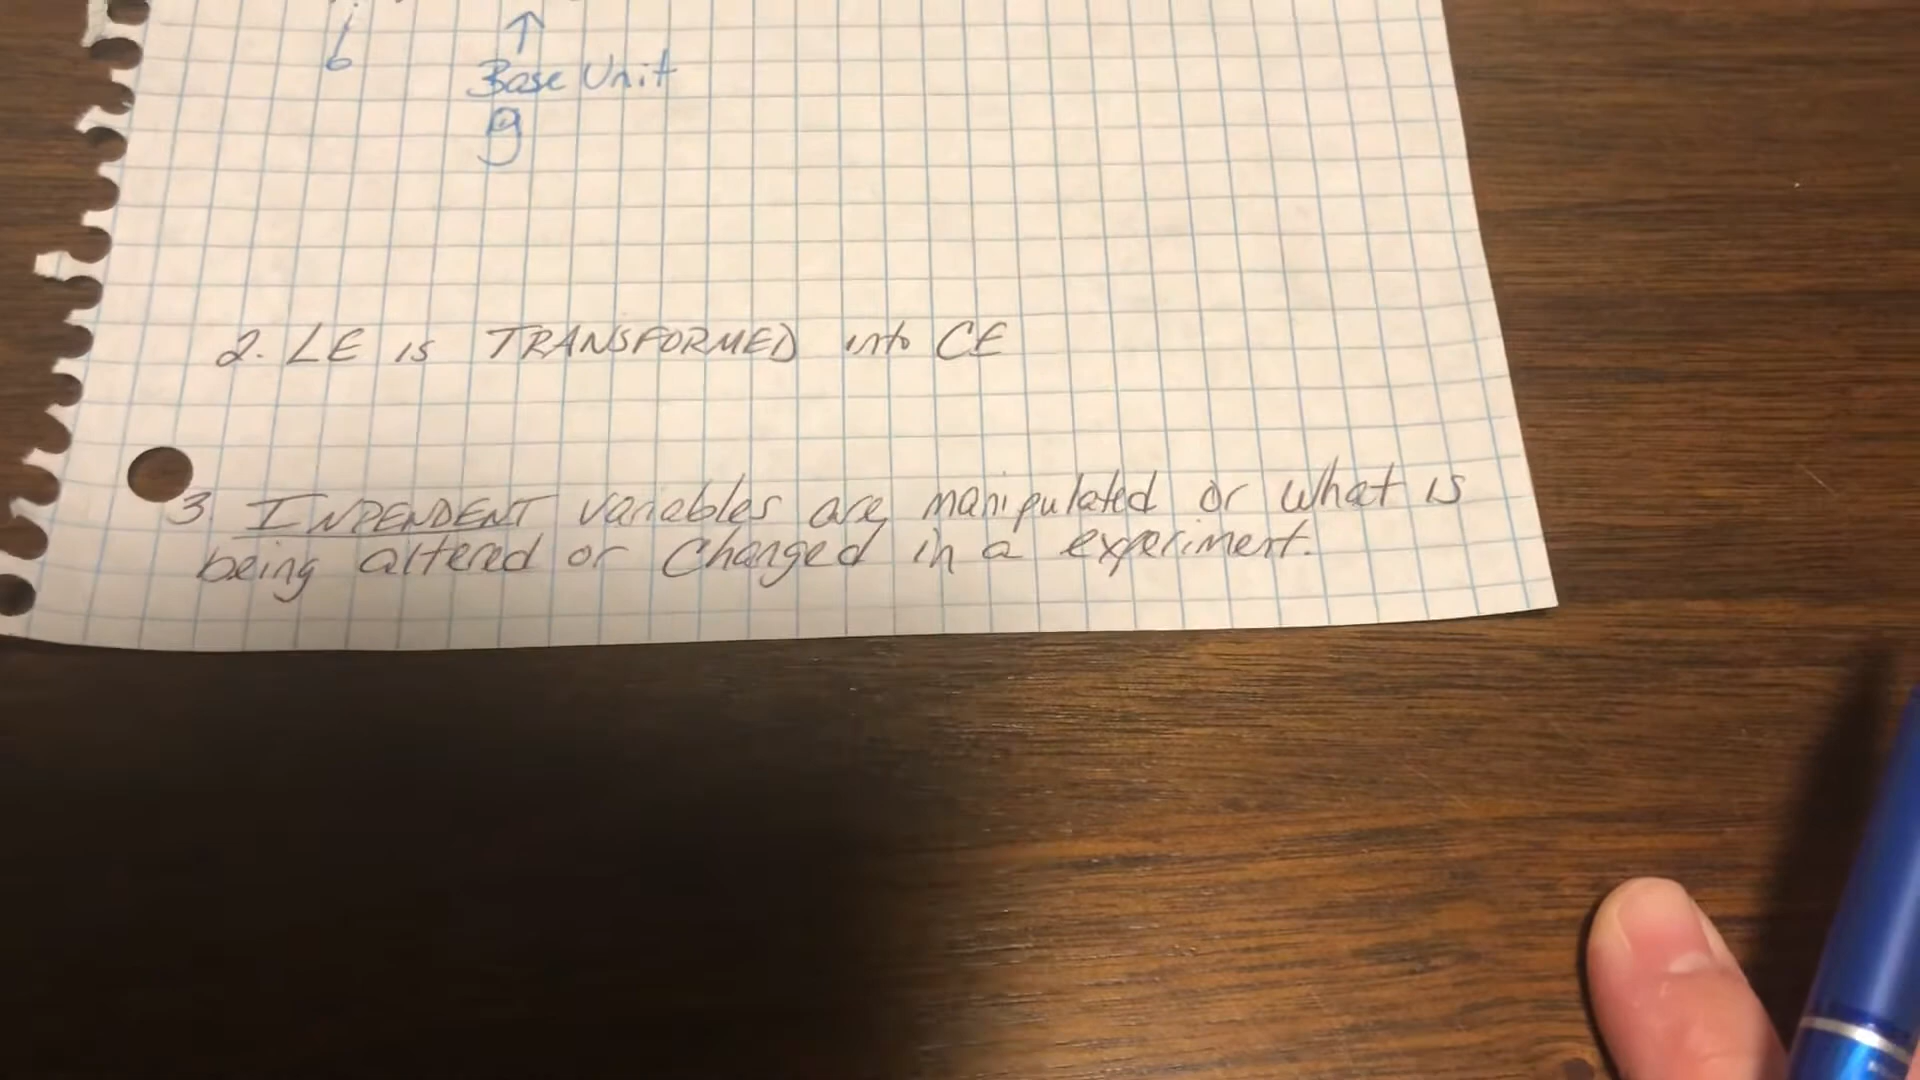 6
Base Unit
g
2. LE is TRANSFORMED into CE
3. INPENDENT variables are manipulated or what is
being altered or changed in a experiment.